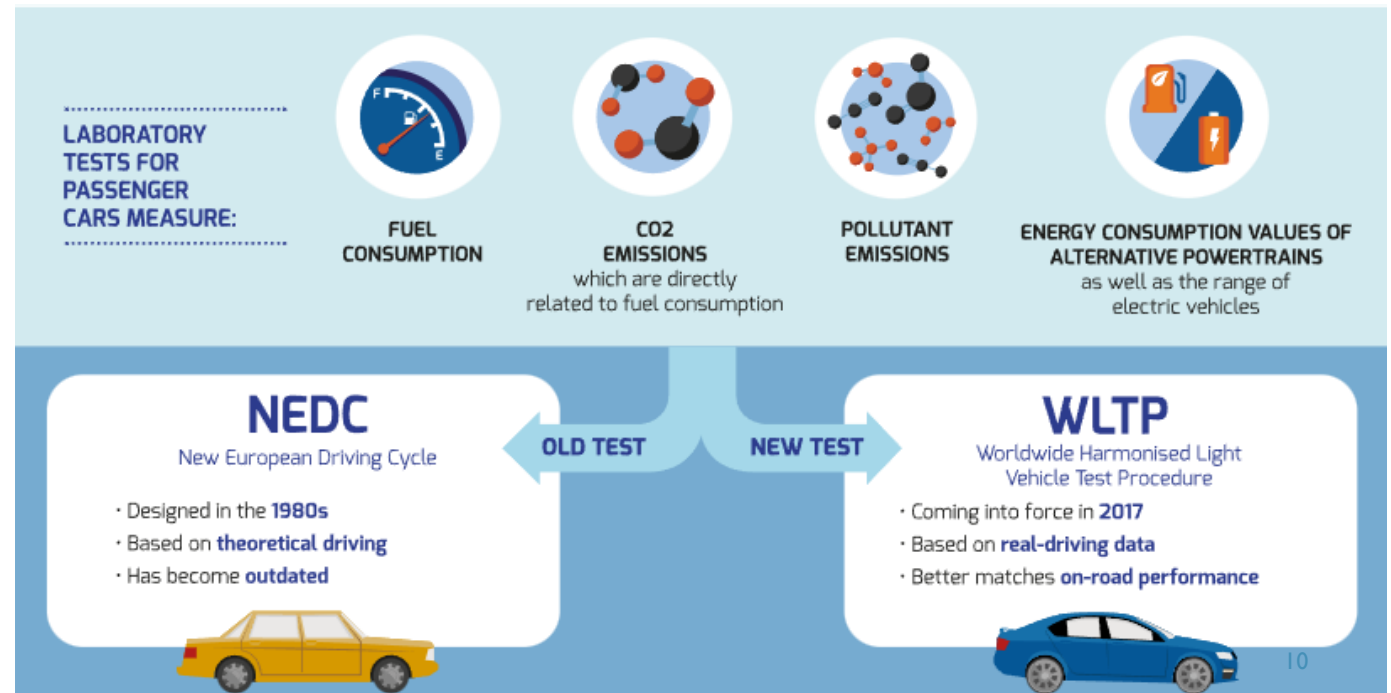 LABORATORY
TESTS FOR
PASSENGER
CARS MEASURE:
F
E
FUEL
CONSUMPTION
CO2
EMISSIONS
which are directly
related to fuel consumption
POLLUTANT
EMISSIONS
ENERGY CONSUMPTION VALUES OF
ALTERNATIVE POWERTRAINS
as well as the range of
electric vehicles
OLD TEST
NEW TEST
NEDC
New European Driving Cycle
· Designed in the 1980s
· Based on theoretical driving
· Has become outdated
WLTP
Worldwide Harmonised Light
Vehicle Test Procedure
· Coming into force in 2017
· Based on real-driving data
· Better matches on-road performance
10